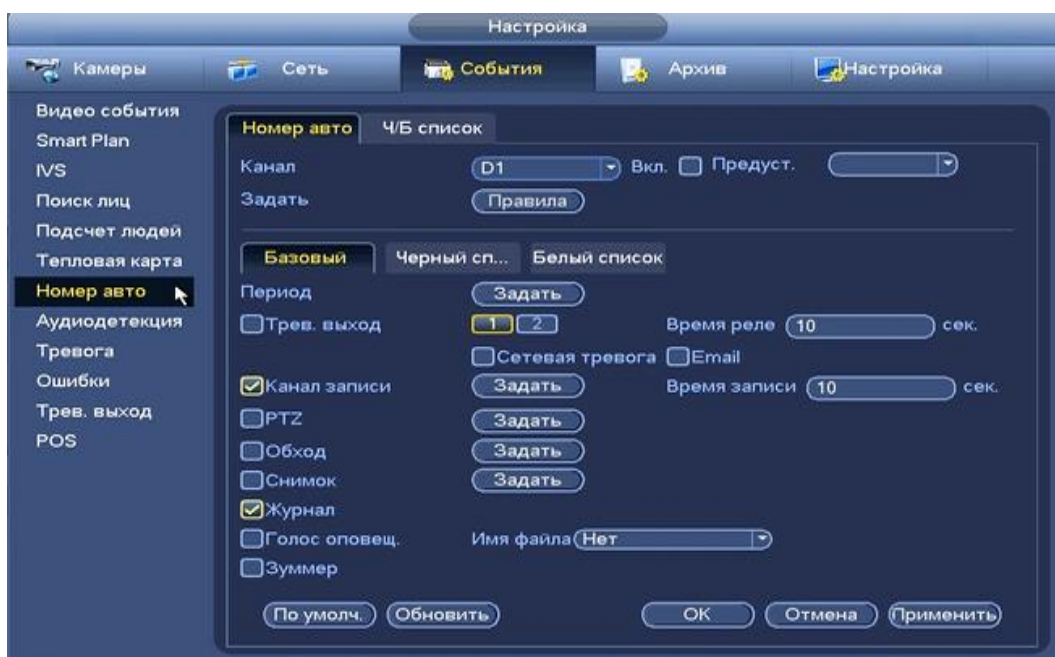 Настройка
Камеры Сеть События Архив Настройка
Видео события
Smart Plan
IVS
Поиск лиц
Подсчет людей
Тепловая карта
Номер авто
Аудиодетекция
Тревога
Ошибки
Трев. выход
POS
Номер авто Ч/Б список
Канал D1 Вкл. Предуст.
Задать Правила
Базовый Черный сп... Белый список
Период Задать
Трев. выход 1 2 Время реле 10 сек.
Сетевая тревога Email
Канал записи Задать Время записи 10 сек.
PTZ Задать
Обход Задать
Снимок Задать
Журнал
Голос оповещ. Имя файла Нет
Зуммер
По умолч. Обновить OK Отмена Применить